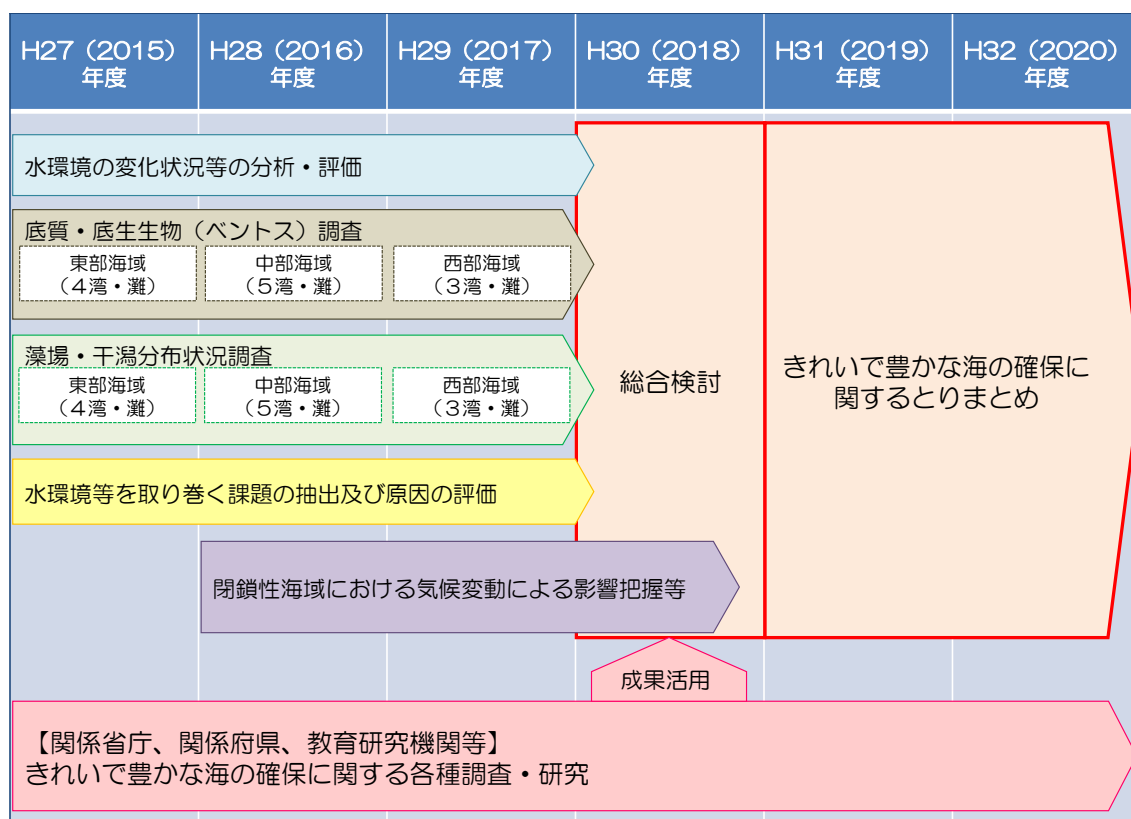 H27(2015)
年度
H28(2016)
年度
H29(2017)
年度
H30(2018)
年度
H31(2019)
年度
H32(2020)
年度
水環境の変化状況等の分析・評価
底質・底生生物(ベントス)調査
東部海域
(4湾・灘)
中部海域
(5湾・灘)
西部海域
(3湾・灘)
藻場・干潟分布状況調査
東部海域
(4湾・灘)
中部海域
(5湾・灘)
西部海域
(3湾・灘)
水環境等を取り巻く課題の抽出及び原因の評価
閉鎖性海域における気候変動による影響把握等
総合検討
きれいで豊かな海の確保に
関するとりまとめ
成果活用
【関係省庁、関係府県、教育研究機関等】
きれいで豊かな海の確保に関する各種調査・研究